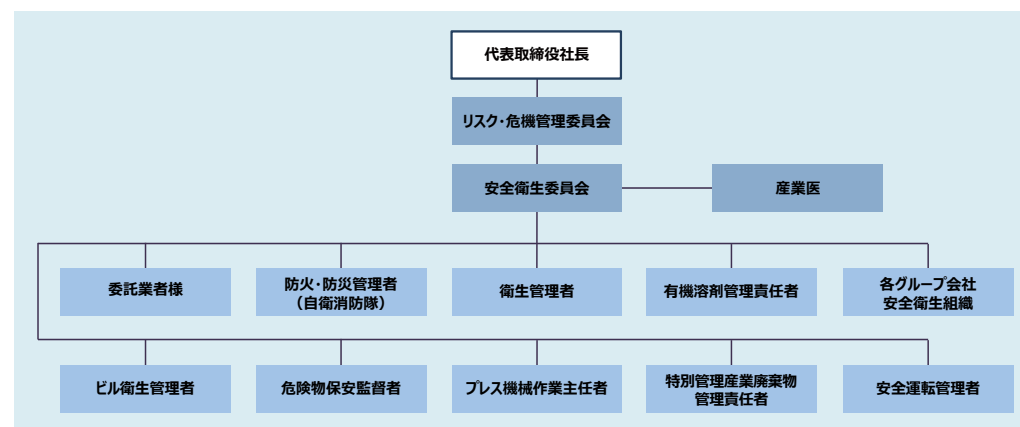 代表取締役社長
リスク・危機管理委員会
安全衛生委員会
産業医
委託業者様
防火・防災管理者
（自衛消防隊）
衛生管理者
有機溶剤管理責任者
各グループ会社
安全衛生組織
ビル衛生管理者
危険物保安監督者
プレス機械作業主任者
特別管理産業廃棄物
管理責任者
安全運転管理者